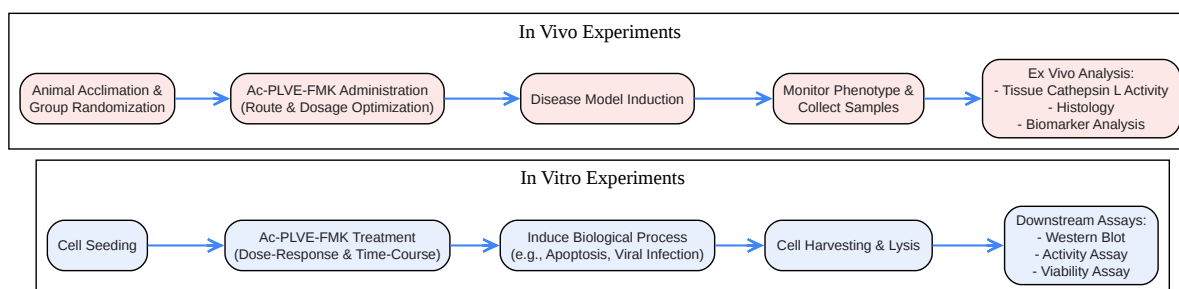 In Vivo Experiments
Animal Acclimation &
Group Randomization
Ac-PLVE-FMK Administration
(Route & Dosage Optimization)
Disease Model Induction
Monitor Phenotype &
Collect Samples
Ex Vivo Analysis:
- Tissue Cathepsin L Activity
- Histology
- Biomarker Analysis
In Vitro Experiments
Cell Seeding
Ac-PLVE-FMK Treatment
(Dose-Response & Time-Course)
Induce Biological Process
(e.g., Apoptosis, Viral Infection)
Cell Harvesting & Lysis
Downstream Assays:
- Western Blot
- Activity Assay
- Viability Assay